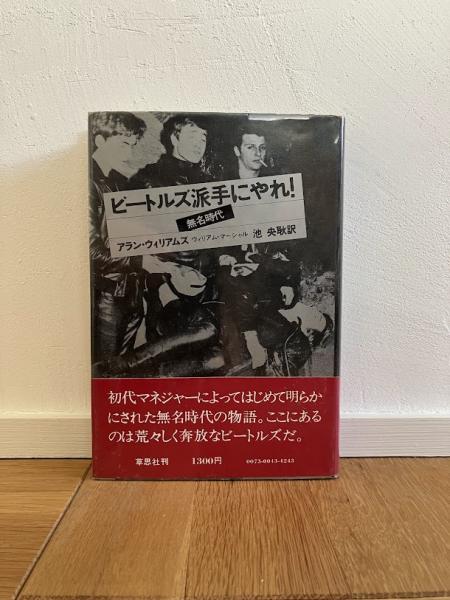 ビートルズ派手にやれ!
無名時代
アラン・ウィリアムズ ウィリアム・マーシャル 池 央耿訳
初代マネジャーによってはじめて明らか
にされた無名時代の物語。ここにある
のは荒々しく奔放なビートルズだ。
草思社刊 1300円 0073-0043-4243